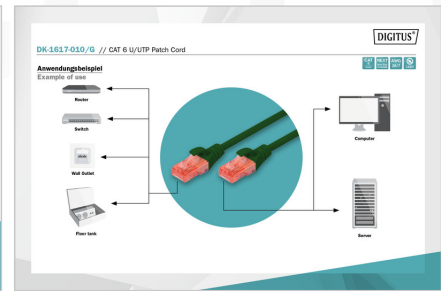 DIGITUS®
DK-1617-010/G // CAT 6 U/UTP Patch Cord
Anwendungsbeispiel
Example of use
CAT
Router
Switch
Wall Outlet
Floor tank
Computer
Server